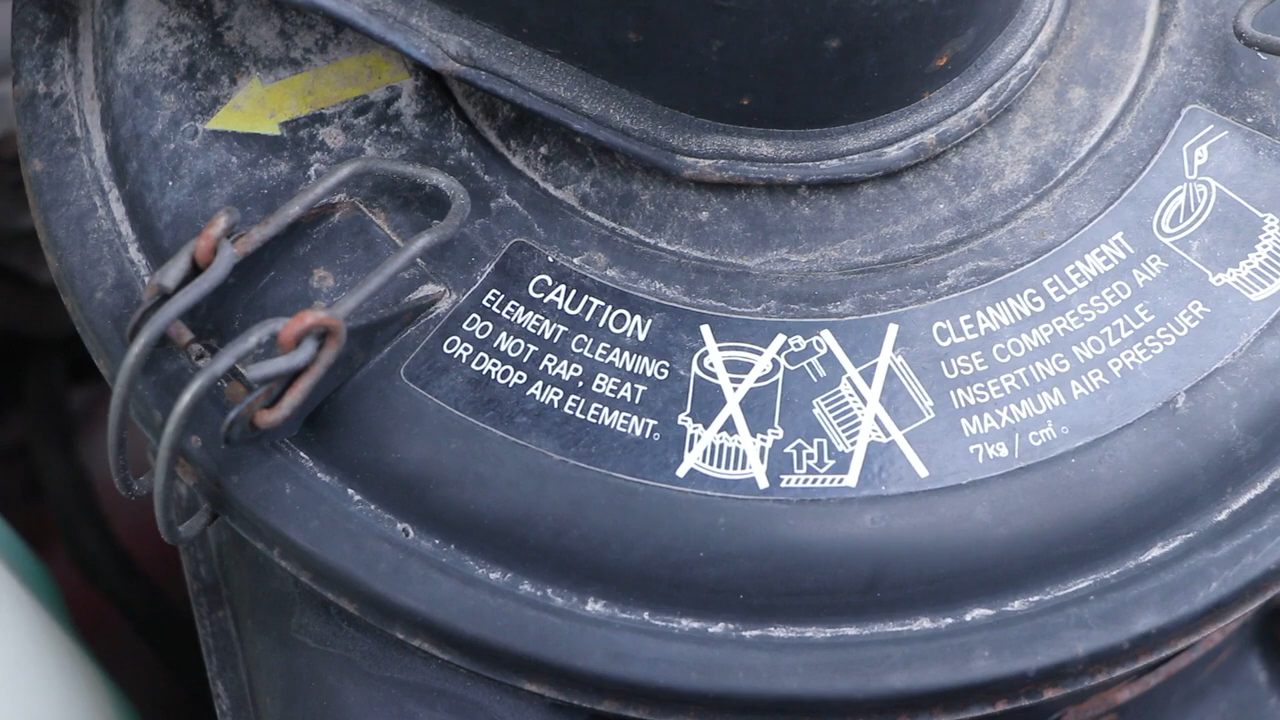 CAUTION
ELEMENT CLEANING
DO NOT RAP, BEAT
OR DROP AIR ELEMENT。
CLEANING ELEMENT
USE COMPRESSED AIR
INSERTING NOZZLE
MAXMUM AIR PRESSUER
7kg / cm²。